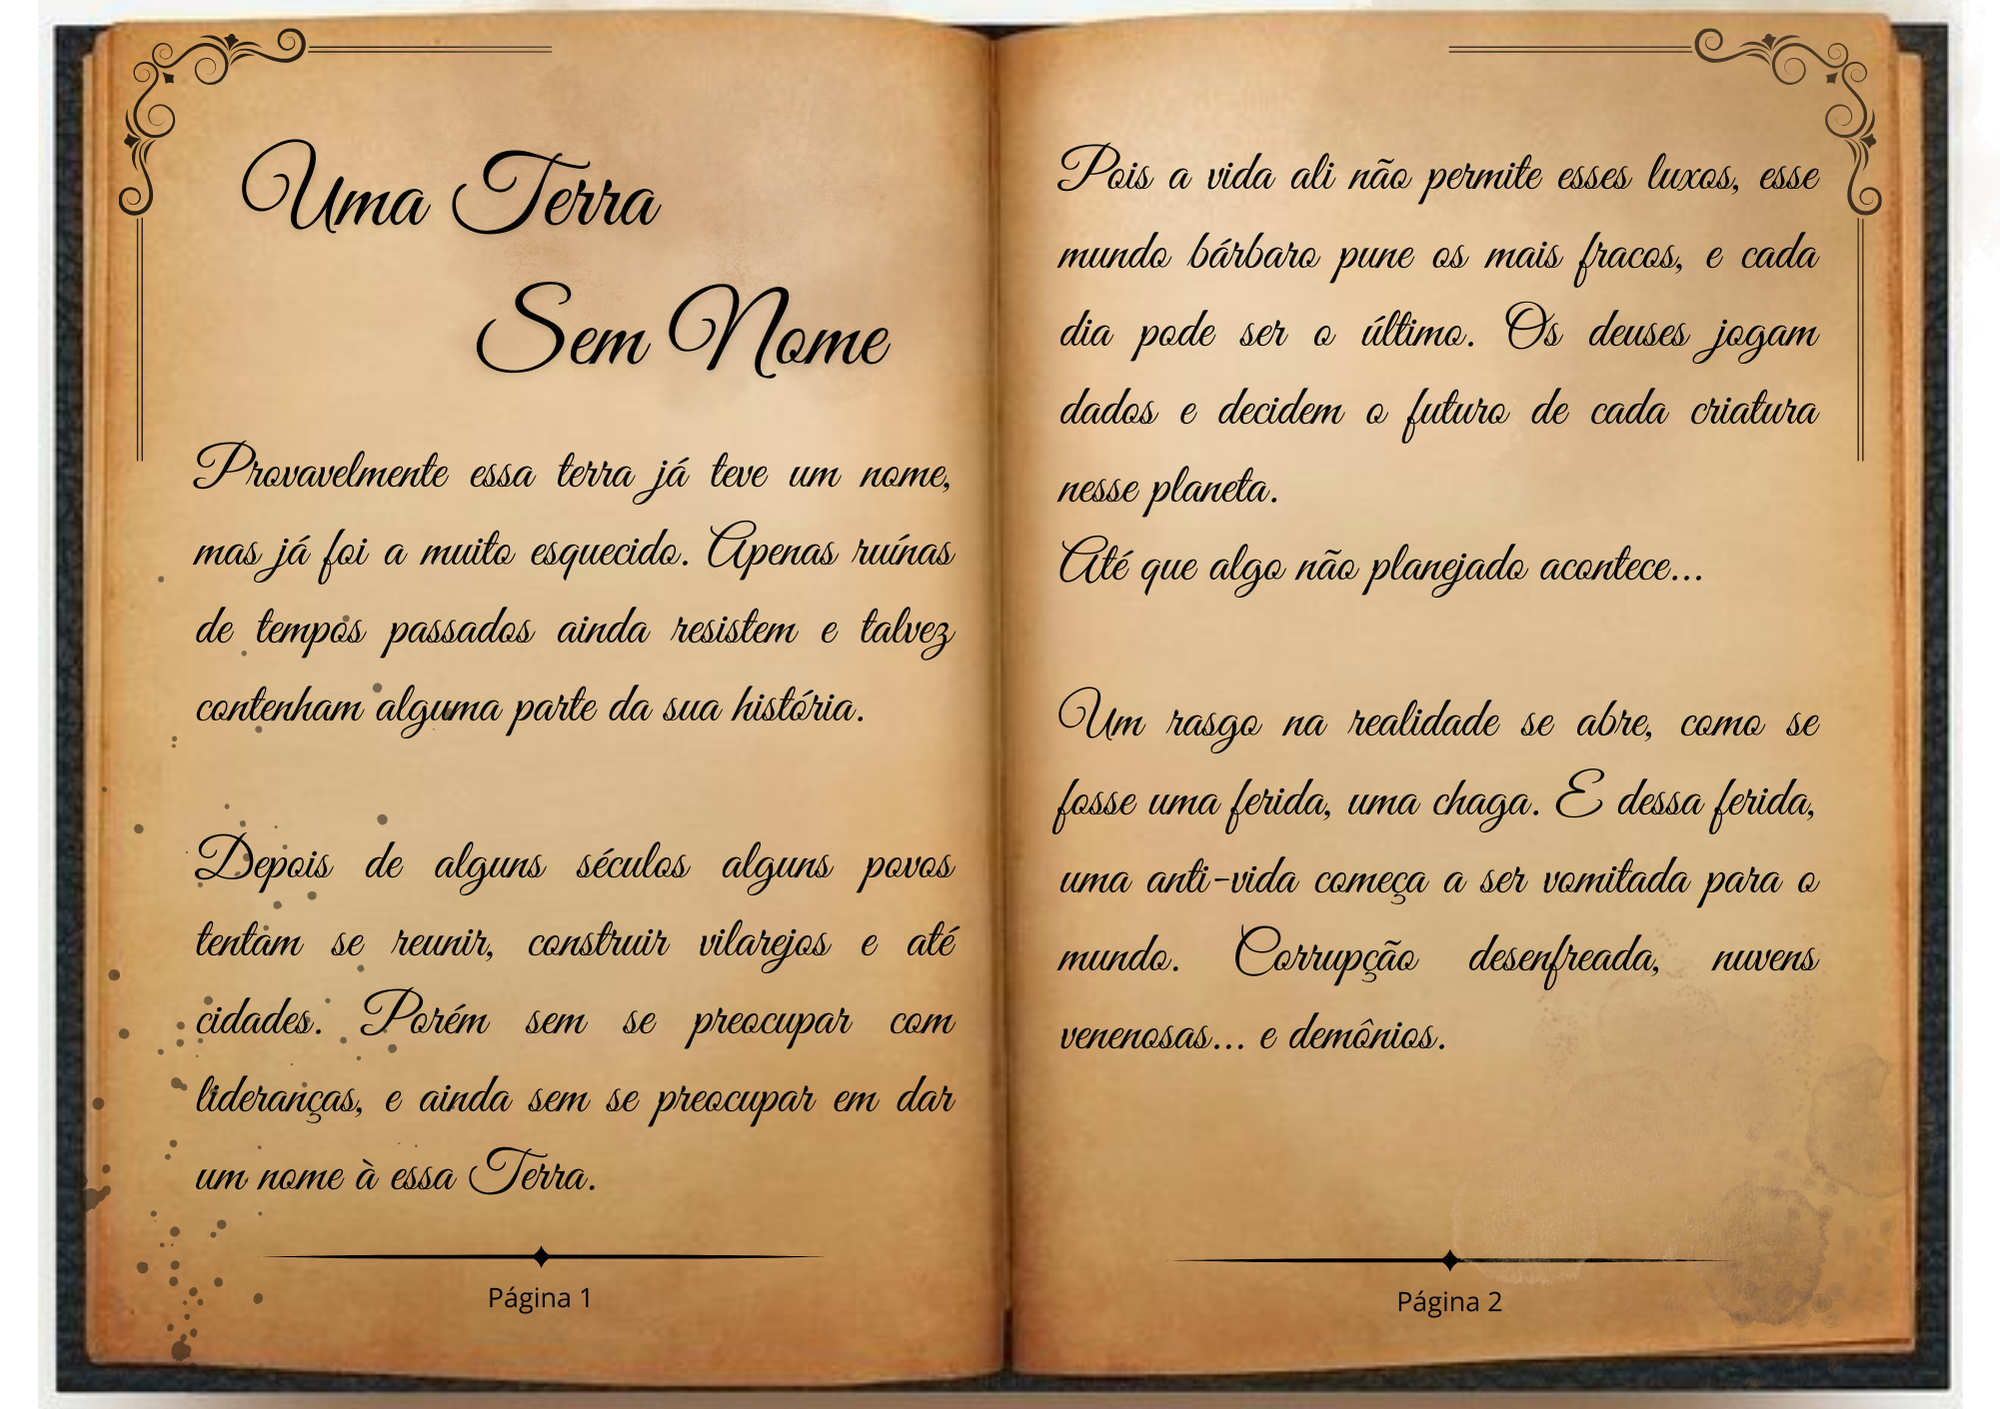 Uma Terra
Sem Nome
Provavelmente essa terra já teve um nome,
mas já foi a muito esquecido. Apenas ruínas
de tempos passados ainda resistem e talvez
contenham alguma parte da sua história.
Depois de alguns séculos alguns povos
tentam se reunir, construir vilarejos e até
cidades. Porém sem se preocupar com
lideranças, e ainda sem se preocupar em dar
um nome à essa Terra.
Página 1
Pois a vida ali não permite esses luxos, esse
mundo bárbaro pune os mais fracos, e cada
dia pode ser o último. Os deuses jogam
dados e decidem o futuro de cada criatura
nesse planeta.
Até que algo não planejado acontece...
Um rasgo na realidade se abre, como se
fosse uma ferida, uma chaga. E dessa ferida,
uma anti-vida começa a ser vomitada para o
mundo. Corrupção desenfreada, nuvens
venenosas... e demônios.
Página 2